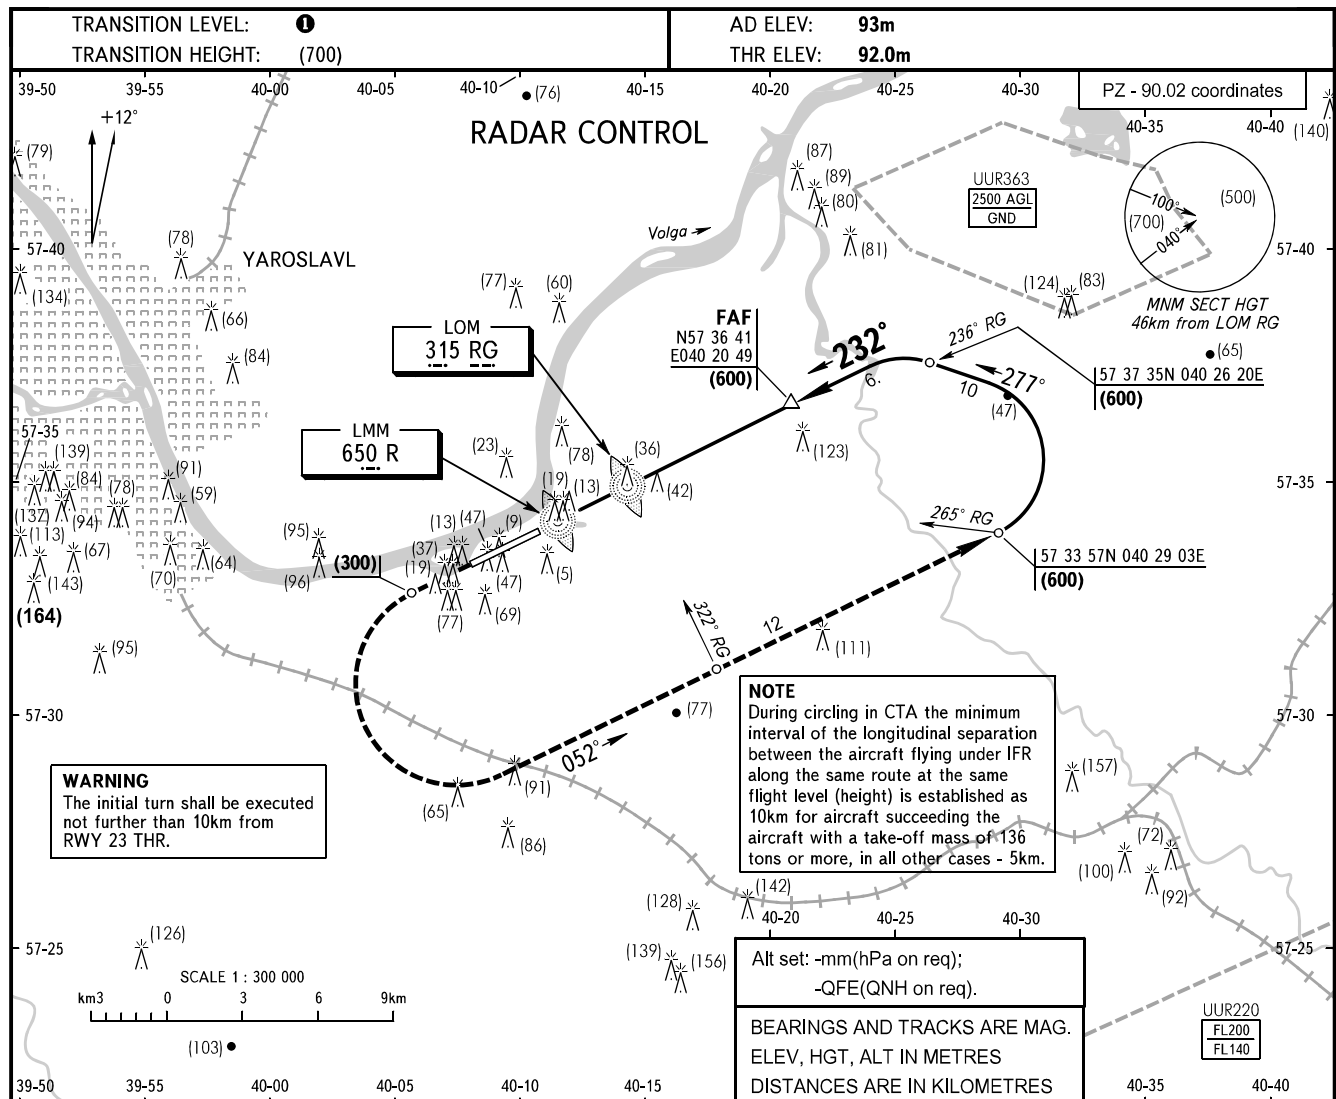 TRANSITION LEVEL: ❶
TRANSITION HEIGHT: (700)
AD ELEV: 93m
THR ELEV: 92.0m
39-50 39-55 40-00 40-05 40-10 40-15 40-20 40-25 40-30
PZ - 90.02 coordinates
40-35 40-40
(76)
(140)
+12°
RADAR CONTROL
(79)
(87)
(89)
(80)
(81)
UUR363
2500 AGL
GND
100°
(500)
(700)
040°
Volga
(78)
57-40
YAROSLAVL
57-40
(134)
(77)
(60)
(124)
(83)
MNM SECT HGT
46km from LOM RG
(66)
LOM
315 RG
FAF
N57 36 41
E040 20 49
(600)
232°
236° RG
(65)
(84)
6.
10
277°
57 37 35N 040 26 20E
(600)
(47)
57-35
LMM
650 R
(23)
(78)
(36)
(123)
(139)
(91)
(84)
(78)
(59)
(19)
(13)
(42)
57-35
(137)
(94)
(113)
(67)
(95)
(13)
(47)
(9)
265° RG
(37)
(19)
(143)
(70)
(64)
(96)
(300)
(47)
(5)
57 33 57N 040 29 03E
(600)
(164)
(77)
(69)
322° RG
12
(95)
(111)
57-30
(77)
57-30
052°
NOTE
During circling in CTA the minimum
interval of the longitudinal separation
between the aircraft flying under IFR
along the same route at the same
flight level (height) is established as
10km for aircraft succeeding the
aircraft with a take-off mass of 136
tons or more, in all other cases - 5km.
WARNING
The initial turn shall be executed
not further than 10km from
RWY 23 THR.
(65)
(91)
(86)
(157)
(72)
(100)
(92)
(142)
(128)
40-20 40-25 40-30
(126)
57-25
(139)
(156)
57-25
SCALE 1 : 300 000
km3 0 3 6 9km
Alt set: -mm(hPa on req);
-QFE(QNH on req).
UUR220
FL200
FL140
(103)
BEARINGS AND TRACKS ARE MAG.
ELEV, HGT, ALT IN METRES
DISTANCES ARE IN KILOMETRES
39-50 39-55 40-00 40-05 40-10 40-15 40-35 40-40